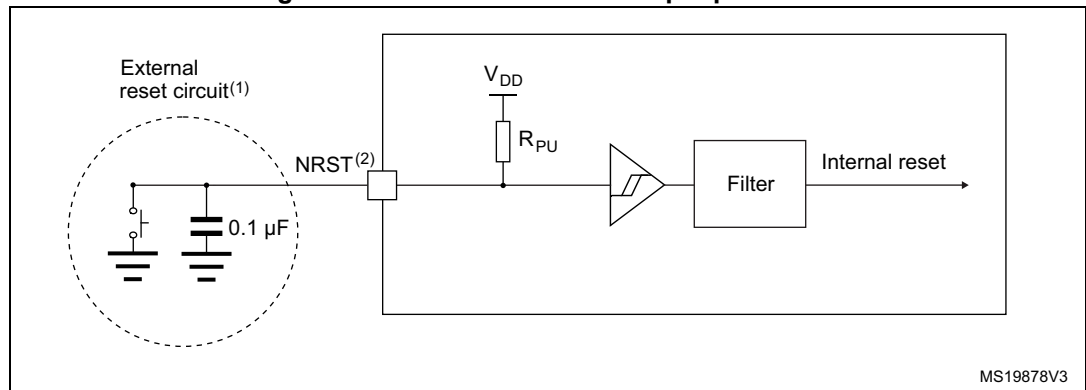 External
reset circuit(1)
VDD
RPU
NRST(2)
0.1 µF
Filter
Internal reset
MS19878V3